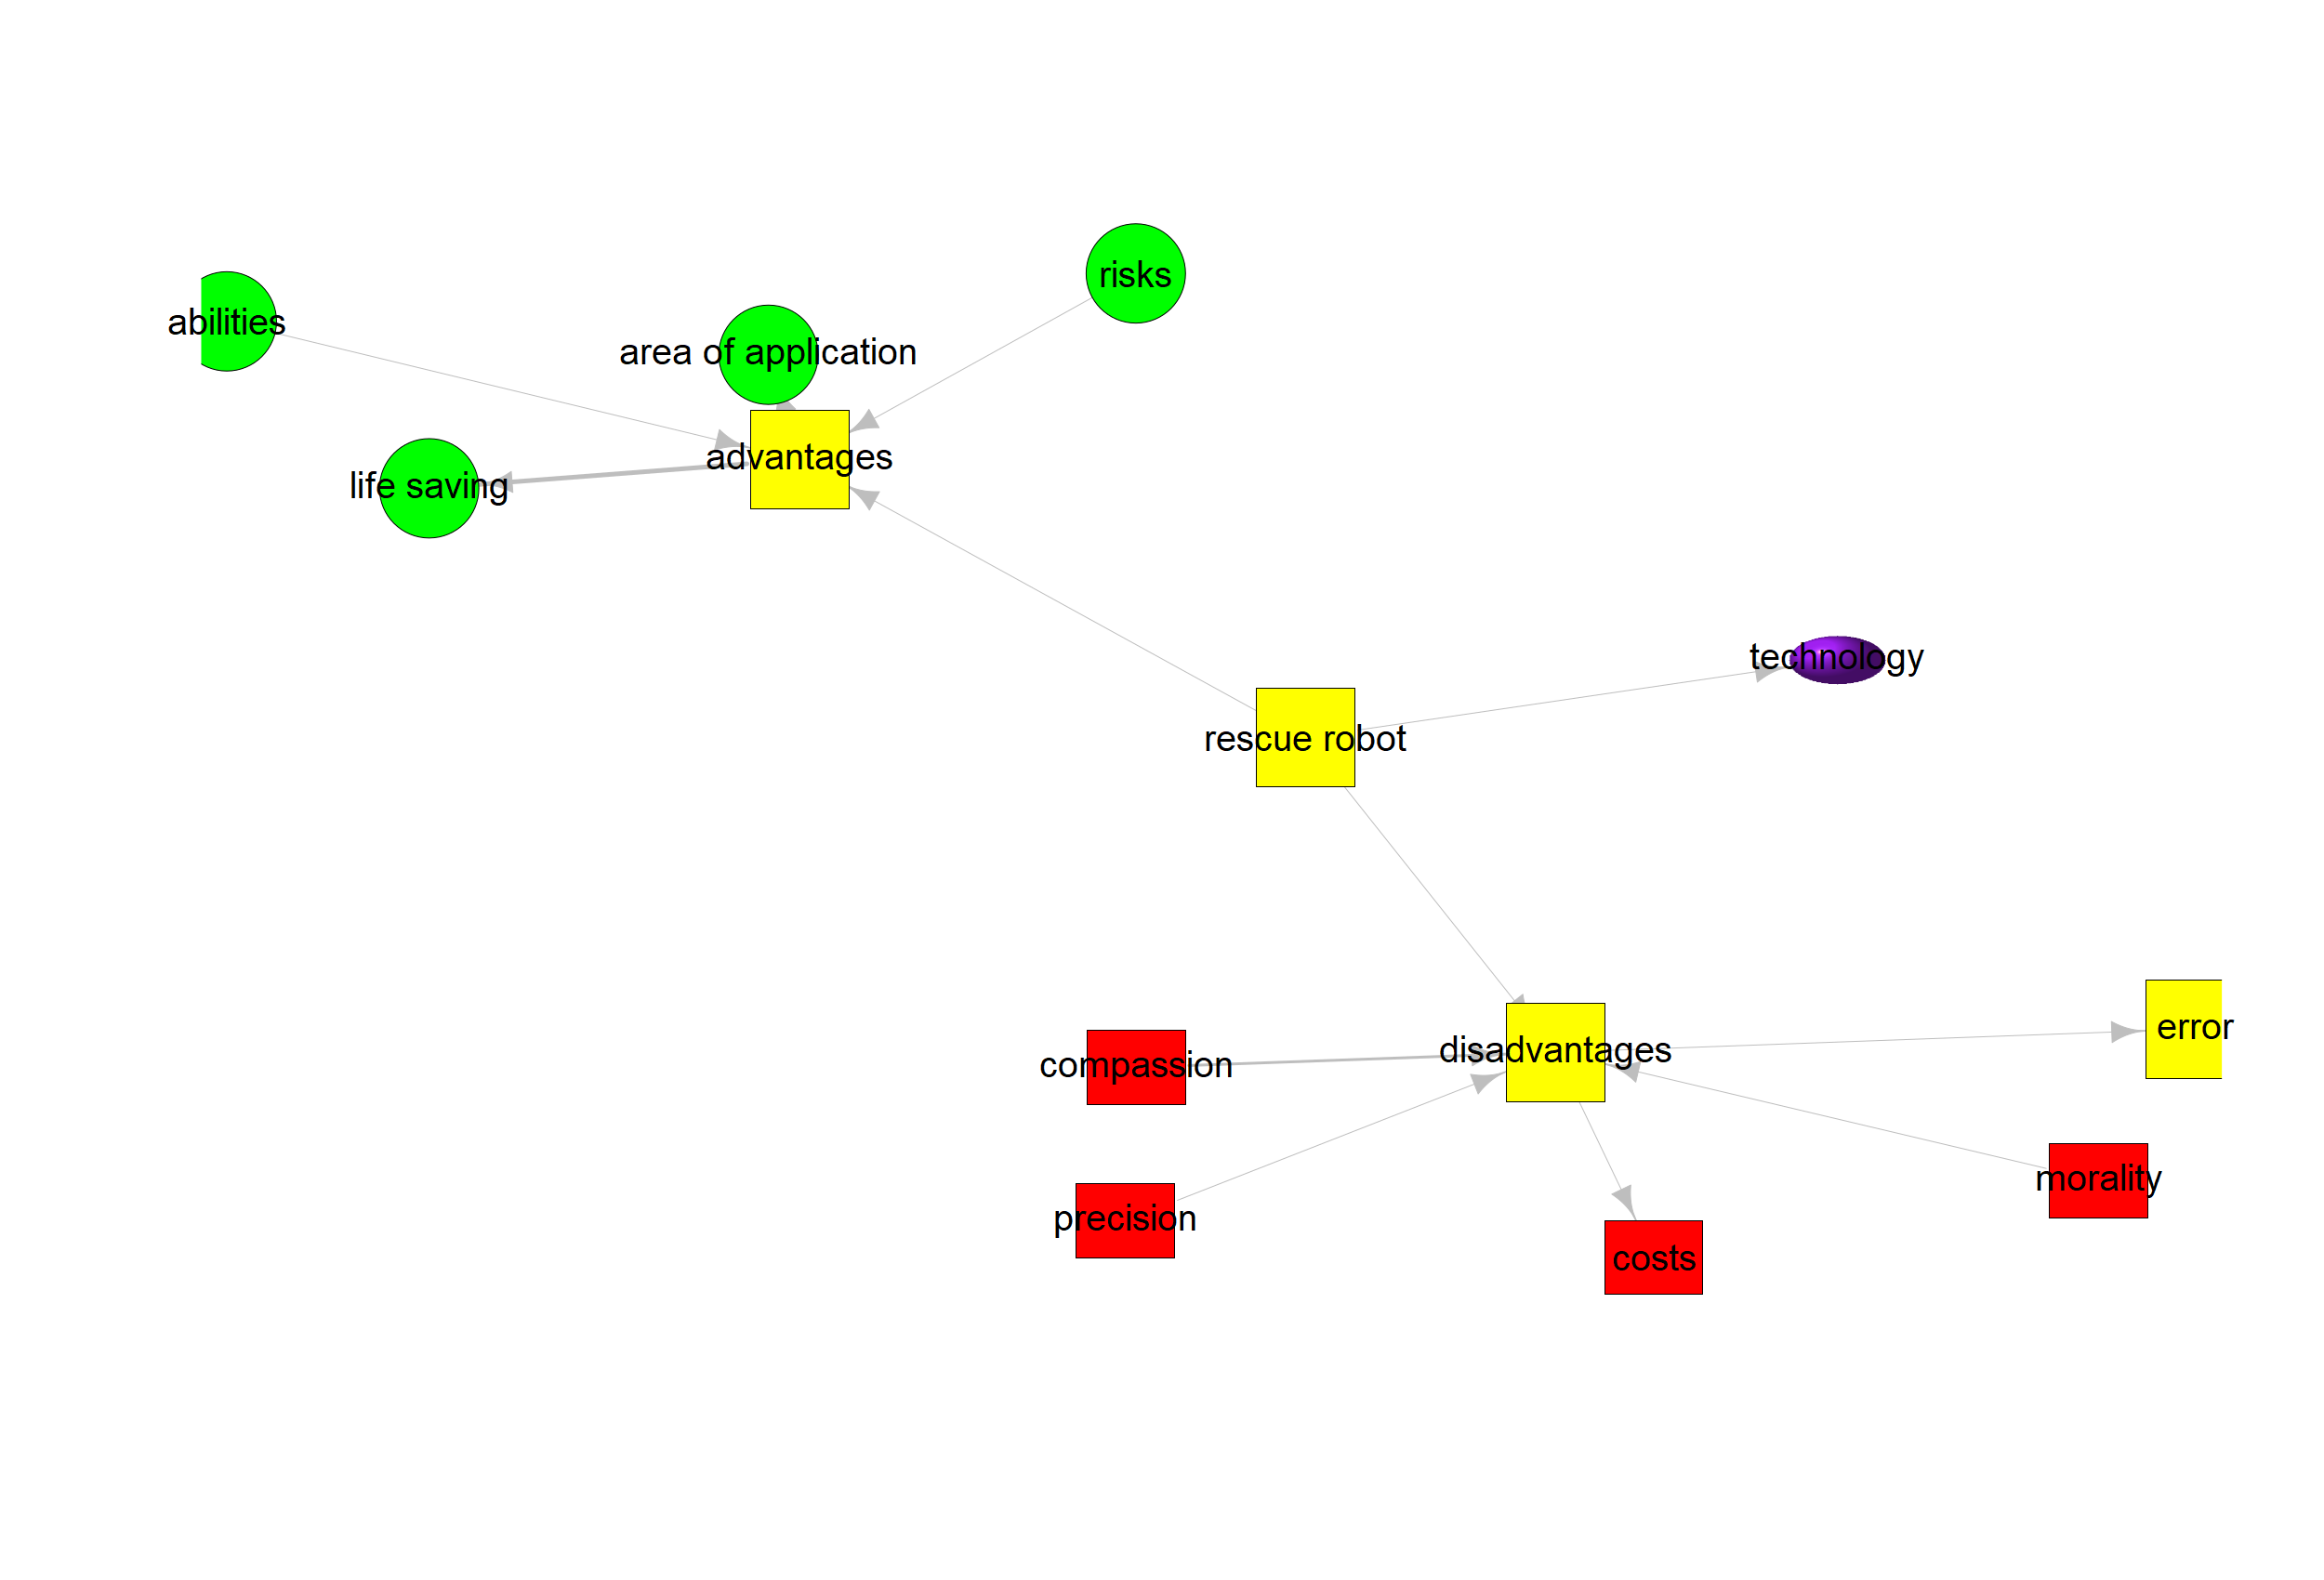 risks
abilities
area of application
advantages
life saving
technology
rescue robot
error
disadvantages
compassion
morality
precision
costs